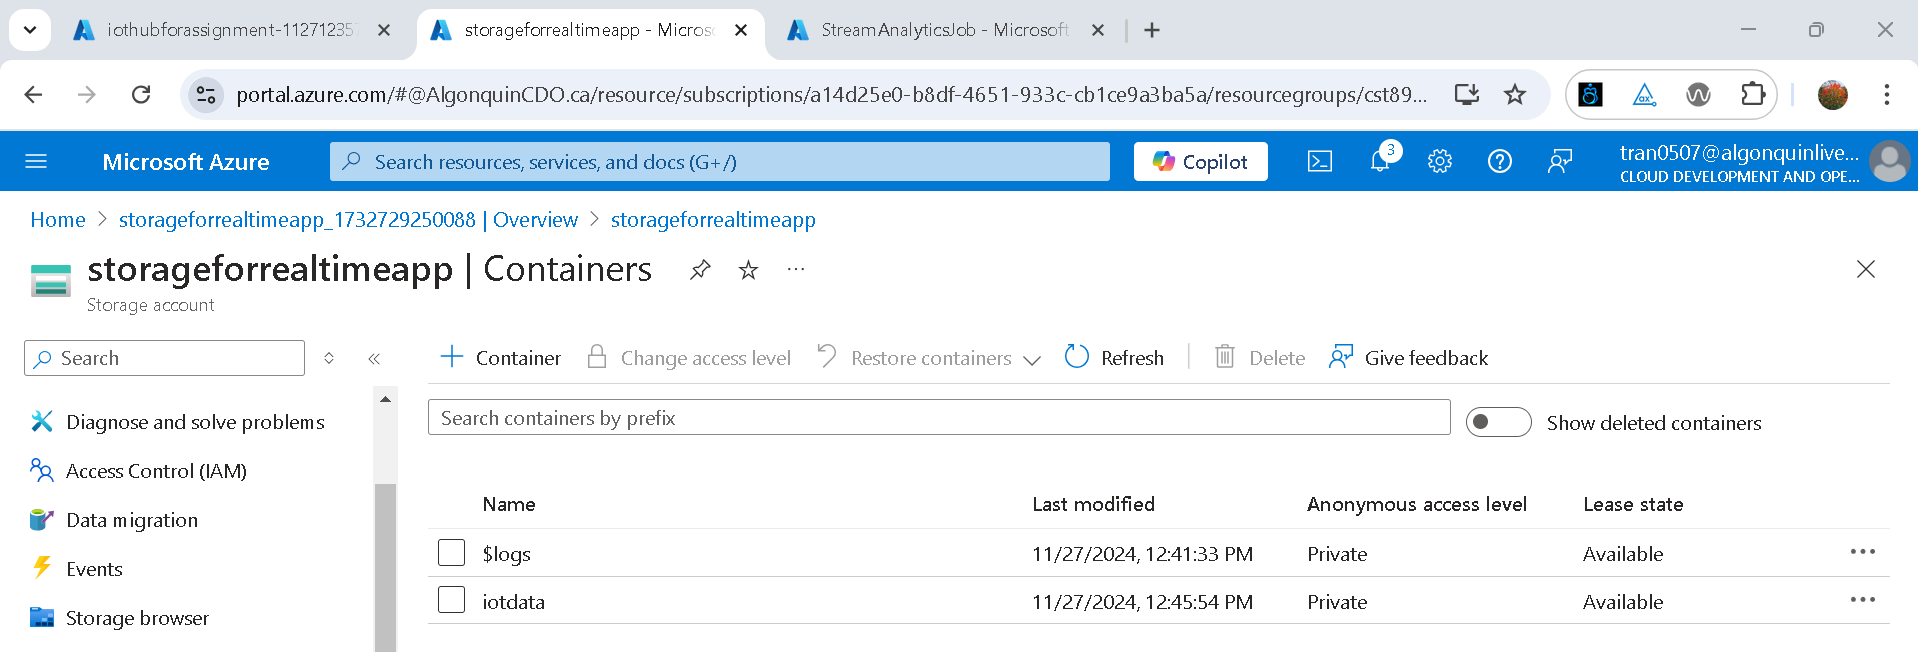 iothubforassignment-11271235
storageforrealtimeapp - Micros
StreamAnalyticsJob - Microsoft
portal.azure.com/#@AlgonquinCDO.ca/resource/subscriptions/a14d25e0-b8df-4651-933c-cb1ce9a3ba5a/resourcegroups/cst89...
Microsoft Azure
Search resources, services, and docs (G+/)
Copilot
3
tran0507@algonquinlive...
CLOUD DEVELOPMENT AND OPE...
Home > storageforrealtimeapp_1732729250088 | Overview > storageforrealtimeapp
storageforrealtimeapp | Containers
Storage account
Search
Container
Change access level
Restore containers
Refresh
Delete
Give feedback
Diagnose and solve problems
Access Control (IAM)
Data migration
Events
Storage browser
Search containers by prefix
Show deleted containers
Name Last modified Anonymous access level Lease state
$logs 11/27/2024, 12:41:33 PM Private Available
iotdata 11/27/2024, 12:45:54 PM Private Available